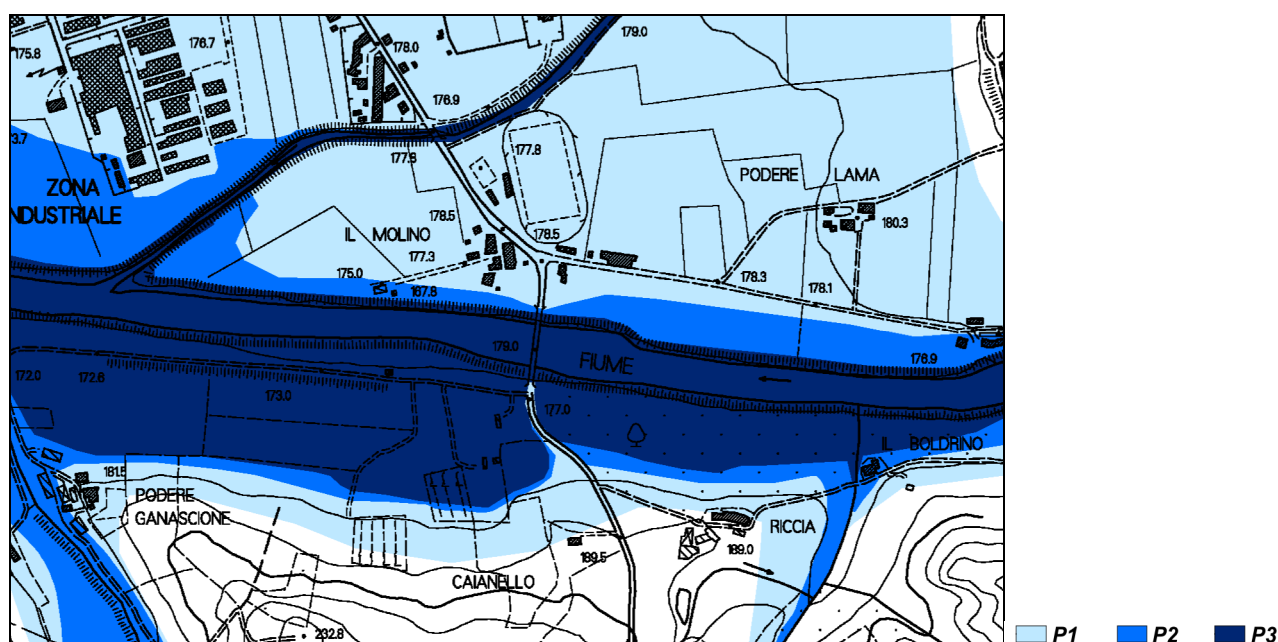 175.8
176.7
178.0
179.0
176.9
3.7
177.8
177.8
ZONA
NDUSTRIALE
PODERE LAMA
178.5
180.3
IL MOLINO
178.5
177.3
175.0
178.3
167.8
178.1
179.0
FIUME
178.9
172.0
172.6
173.0
177.0
IL BOLDRINO
181.5
PODERE
GANASCIONE
RICCIA
189.5
189.0
CAIANELLO
232.8
P1 P2 P3